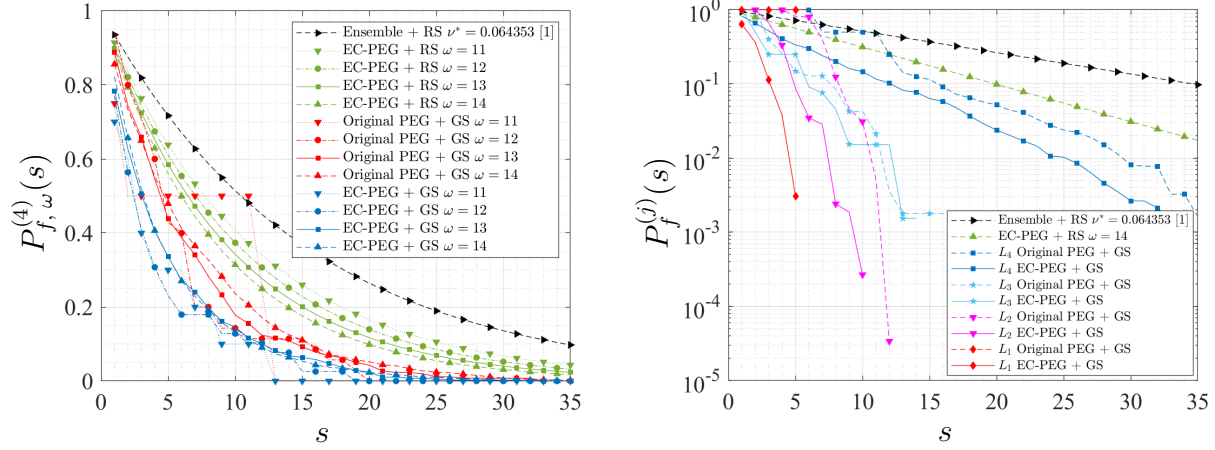 1
0.8
0.6
0.4
0.2
0
1 5 10 15 20 25 30 35
s
P_{f, ω}^{(4)}(s)
Ensemble + RS ν* = 0.064353 [1]
EC-PEG + RS ω = 11
EC-PEG + RS ω = 12
EC-PEG + RS ω = 13
EC-PEG + RS ω = 14
Original PEG + GS ω = 11
Original PEG + GS ω = 12
Original PEG + GS ω = 13
Original PEG + GS ω = 14
EC-PEG + GS ω = 11
EC-PEG + GS ω = 12
EC-PEG + GS ω = 13
EC-PEG + GS ω = 14
10^0
10^{-1}
10^{-2}
10^{-3}
10^{-4}
10^{-5}
1 5 10 15 20 25 30 35
s
P_f^{(j)}(s)
Ensemble + RS ν* = 0.064353 [1]
EC-PEG + RS ω = 14
L_4 Original PEG + GS
L_4 EC-PEG + GS
L_3 Original PEG + GS
L_3 EC-PEG + GS
L_2 Original PEG + GS
L_2 EC-PEG + GS
L_1 Original PEG + GS
L_1 EC-PEG + GS